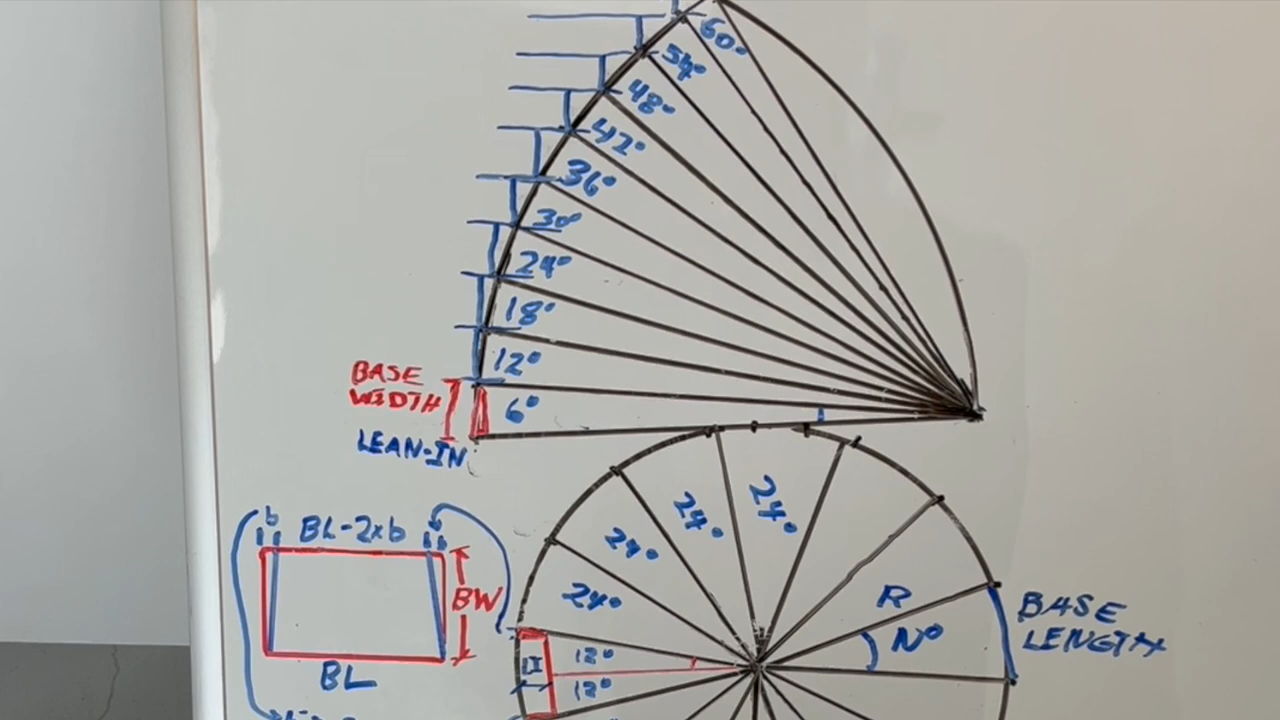 60°
54°
48°
42°
36°
30°
24°
18°
12°
6°
BASE
WIDTH
LEAN-IN
b
BL-2xb
BW
BL
24°
24°
24°
24°
12°
12°
LI
R
N°
BASE
LENGTH